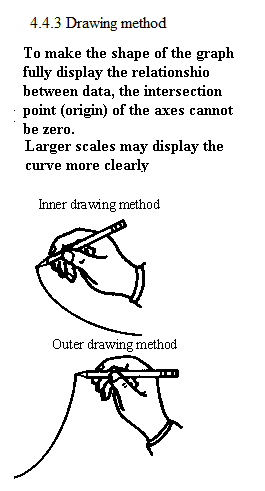 4.4.3 Drawing method
To make the shape of the graph
fully display the relationshio
between data, the intersection
point (origin) of the axes cannot
be zero.
Larger scales may display the
curve more clearly
Inner drawing method
Outer drawing method